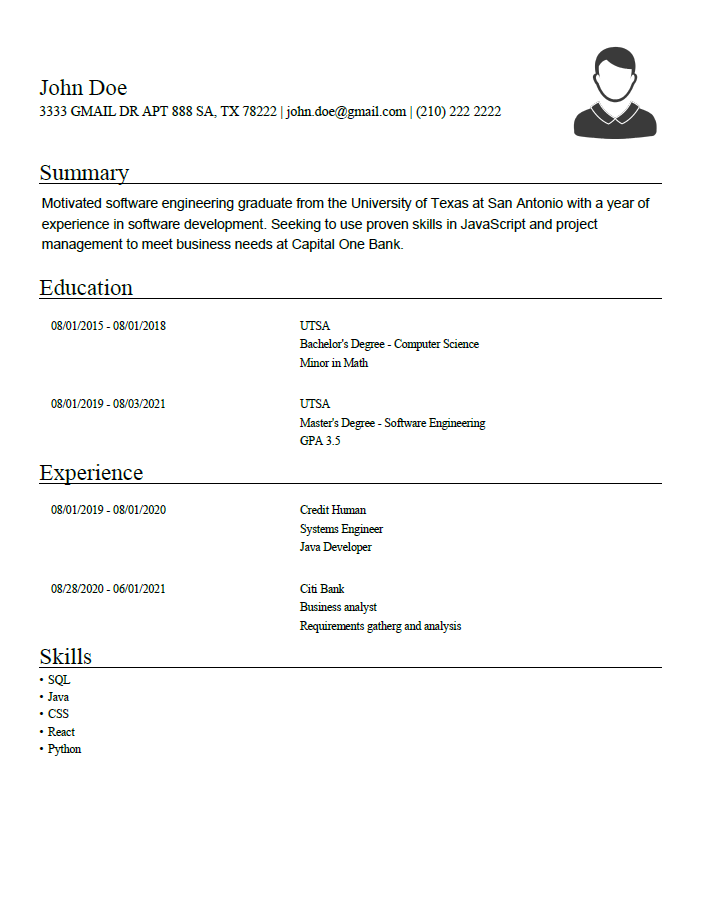 John Doe
3333 GMAIL DR APT 888 SA, TX 78222 | john.doe@gmail.com | (210) 222 2222
Summary
Motivated software engineering graduate from the University of Texas at San Antonio with a year of
experience in software development. Seeking to use proven skills in JavaScript and project
management to meet business needs at Capital One Bank.
Education
08/01/2015 - 08/01/2018 UTSA
Bachelor's Degree - Computer Science
Minor in Math
08/01/2019 - 08/03/2021 UTSA
Master's Degree - Software Engineering
GPA 3.5
Experience
08/01/2019 - 08/01/2020 Credit Human
Systems Engineer
Java Developer
08/28/2020 - 06/01/2021 Citi Bank
Business analyst
Requirements gatherg and analysis
Skills
• SQL
• Java
• CSS
• React
• Python